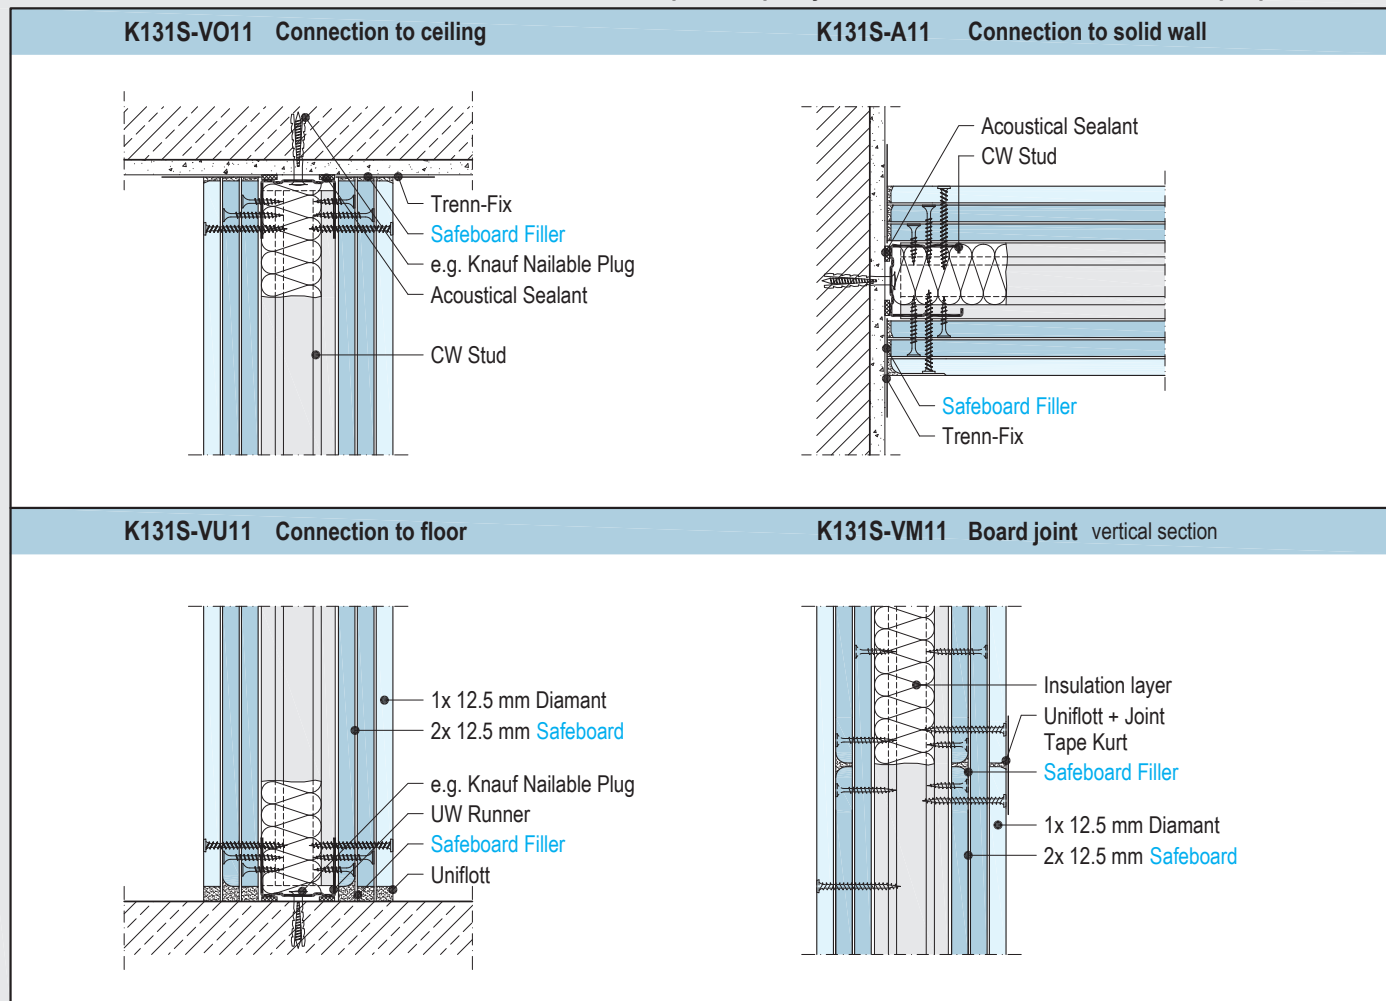 K131S-VO11 Connection to ceiling
Trenn-Fix
Safeboard Filler
e.g. Knauf Nailable Plug
Acoustical Sealant
CW Stud
K131S-A11 Connection to solid wall
Acoustical Sealant
CW Stud
Safeboard Filler
Trenn-Fix
K131S-VU11 Connection to floor
1x 12.5 mm Diamant
2x 12.5 mm Safeboard
e.g. Knauf Nailable Plug
UW Runner
Safeboard Filler
Uniflott
K131S-VM11 Board joint vertical section
Insulation layer
Uniflott + Joint
Tape Kurt
Safeboard Filler
1x 12.5 mm Diamant
2x 12.5 mm Safeboard